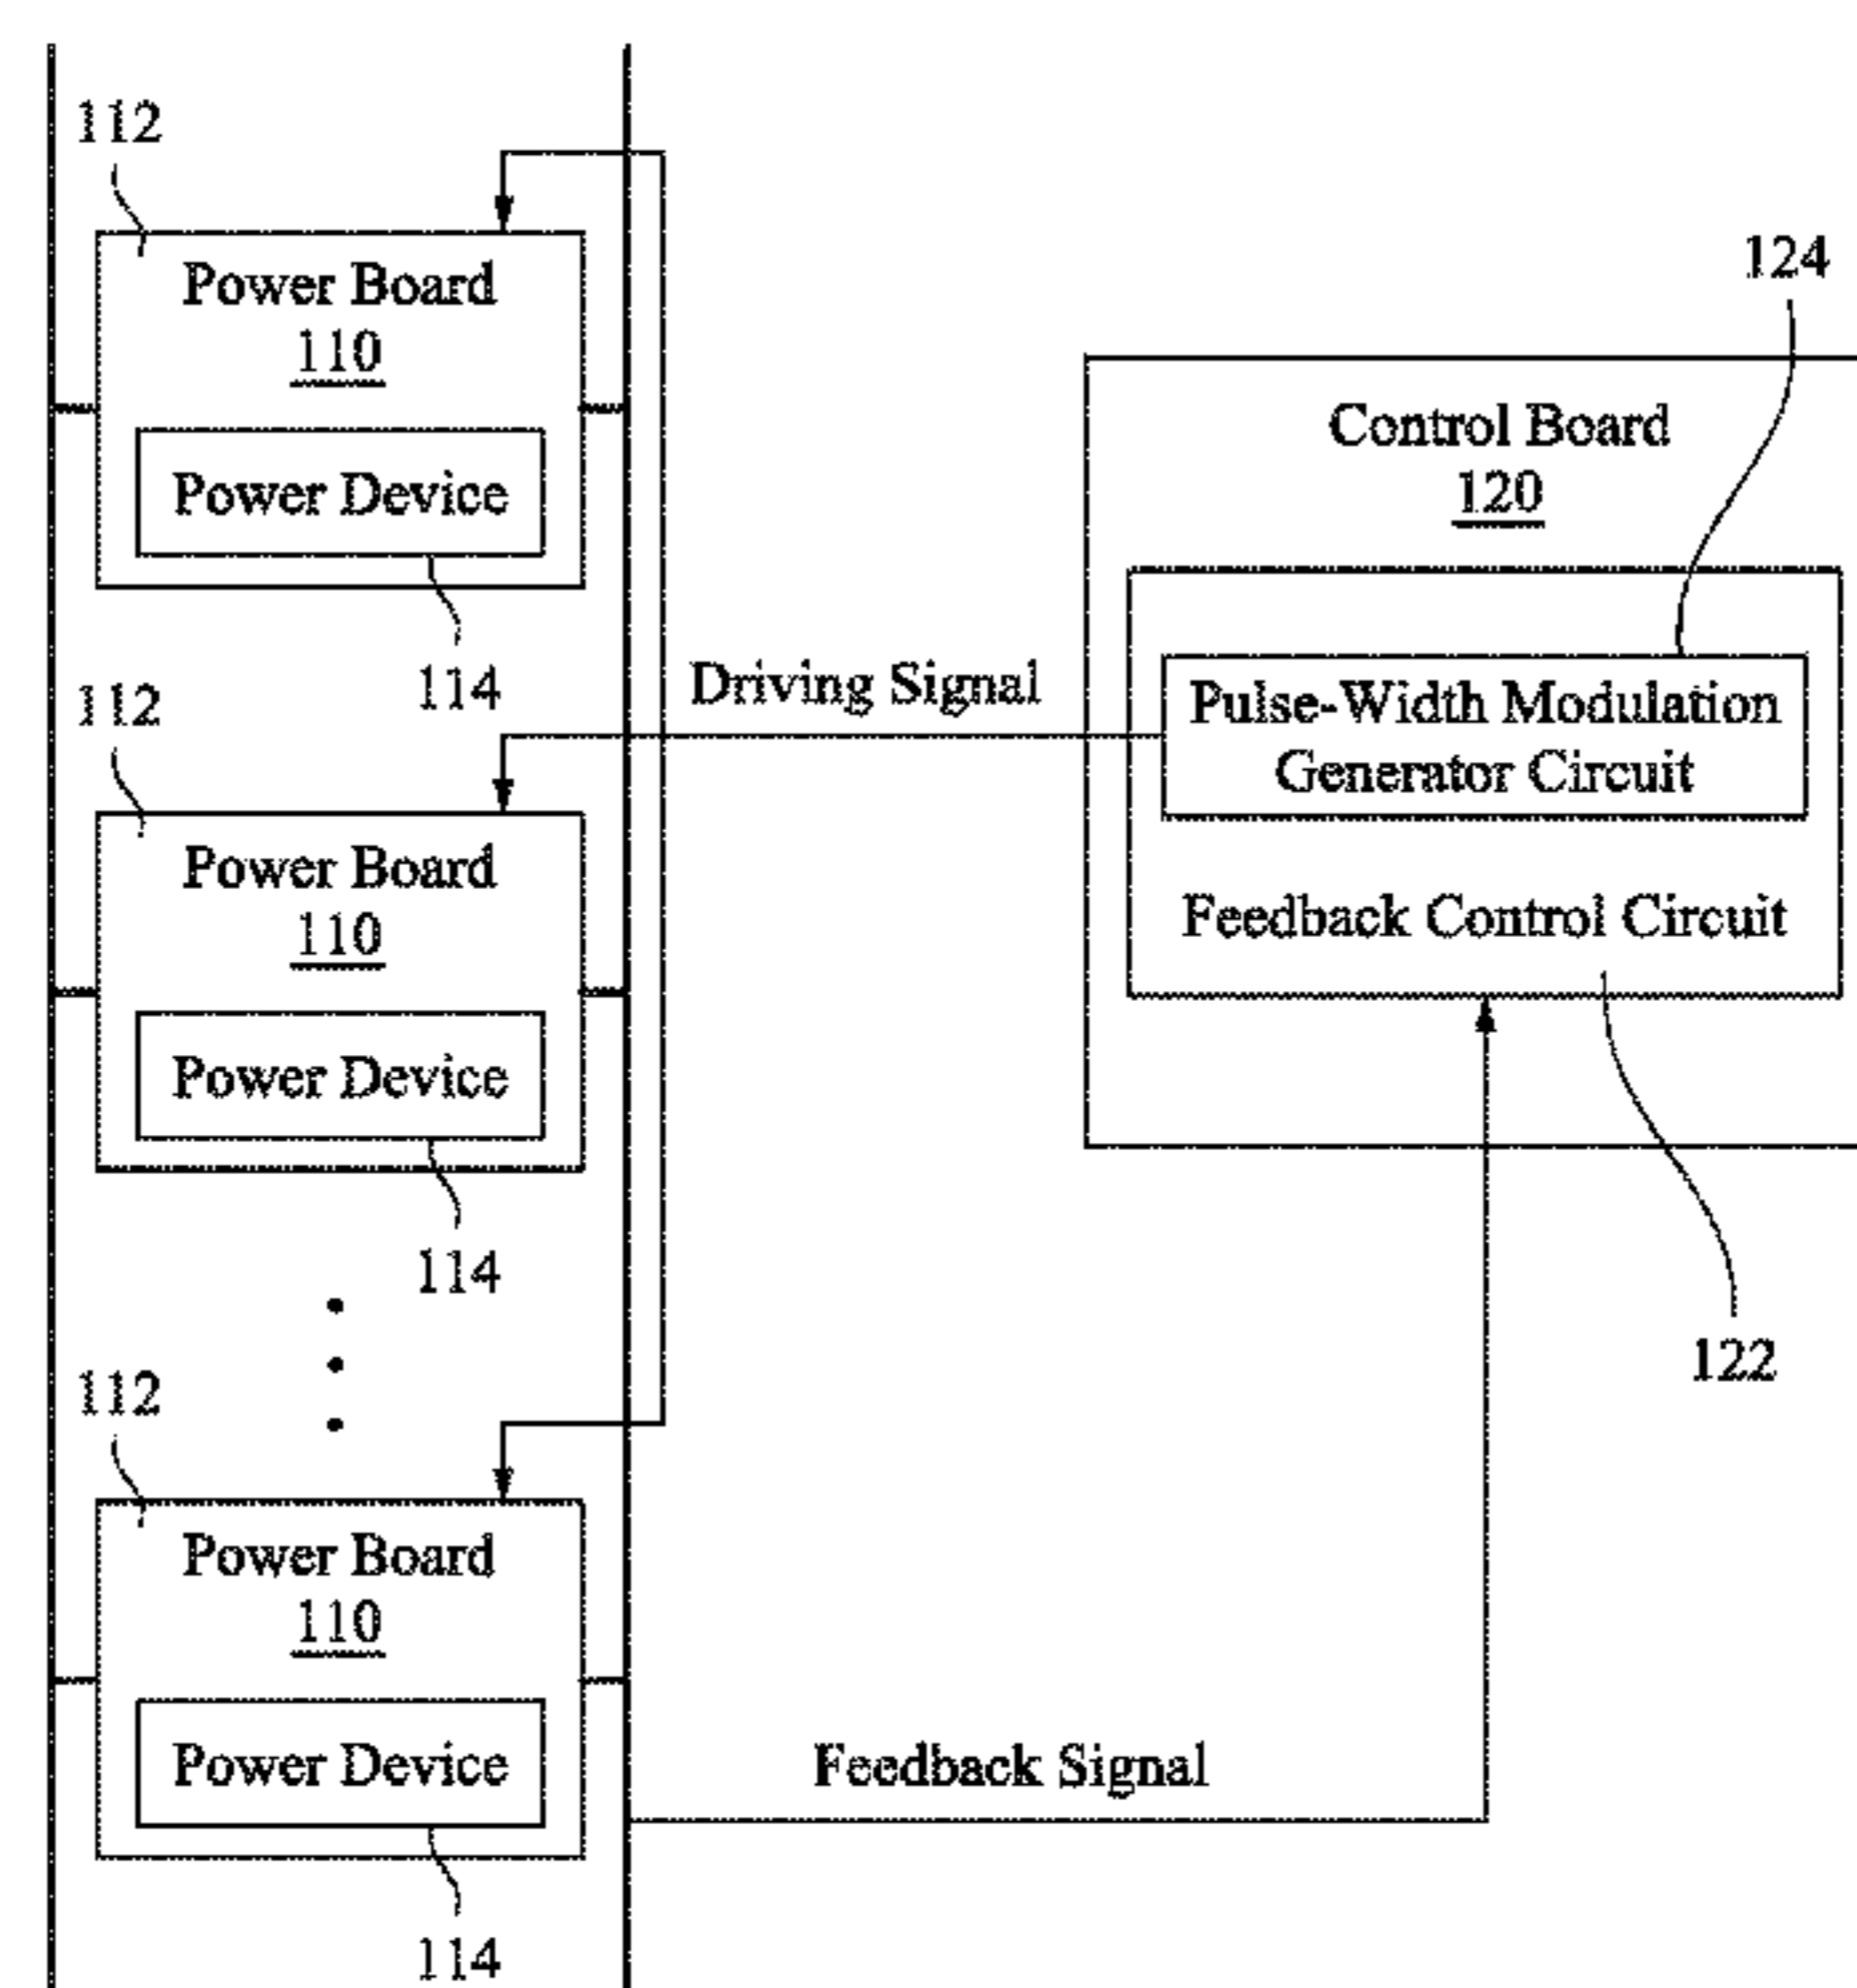 112
Power Board
110
Power Device
114
112
Power Board
110
Power Device
114
112
Power Board
110
Power Device
114
Driving Signal
Feedback Signal
124
Control Board
120
Pulse-Width Modulation
Generator Circuit
Feedback Control Circuit
122